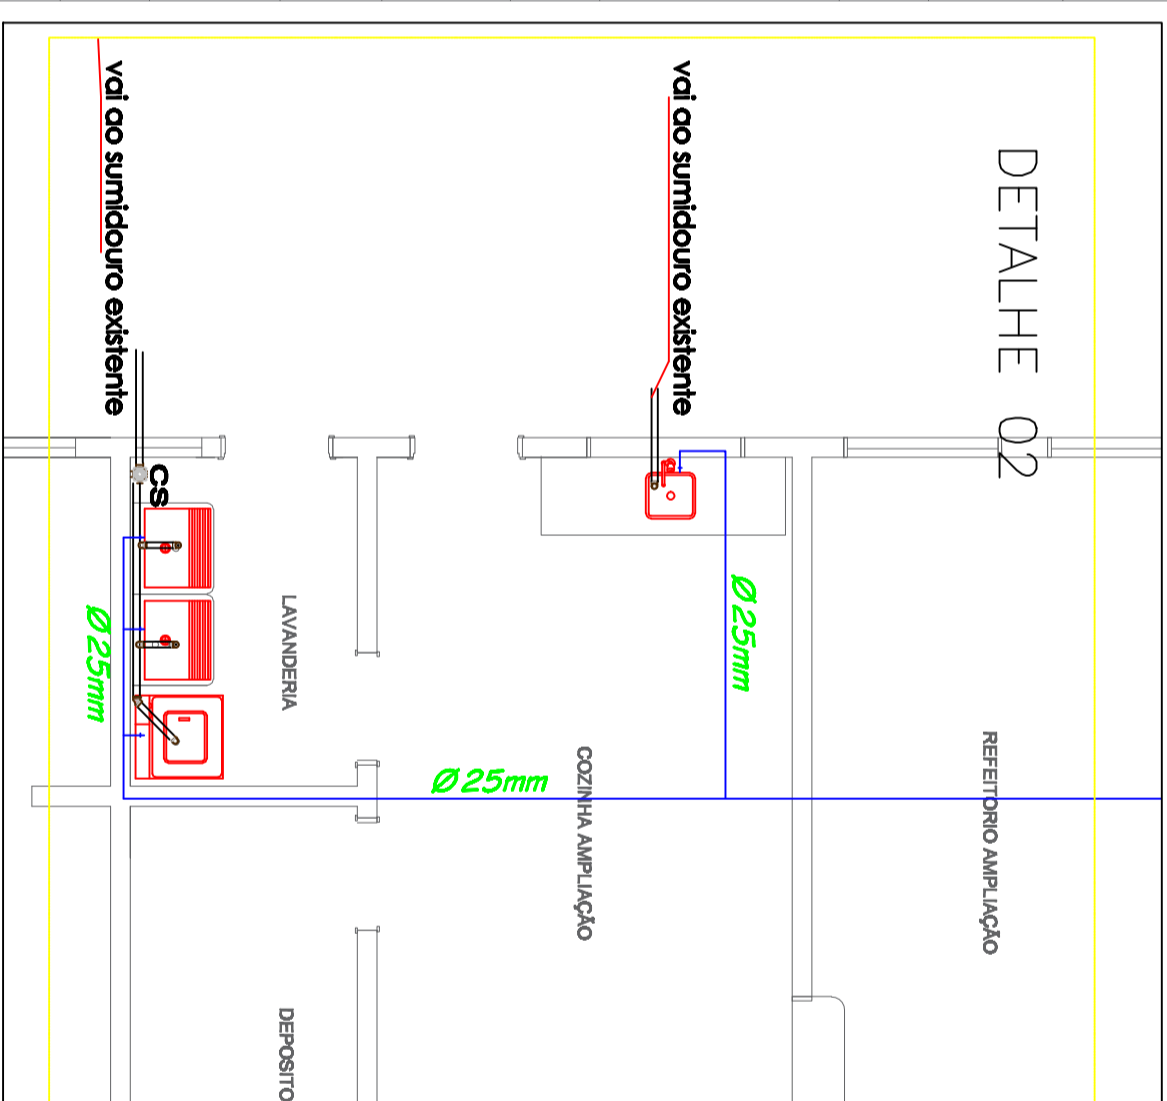 DETALHE 02
vai ao sumidouro existente
vai ao sumidouro existente
CS
Ø25mm
Ø25mm
Ø25mm
LAVANDERIA
COZINHA AMPLIAÇÃO
REFEITORIO AMPLIAÇÃO
DEPOSITO